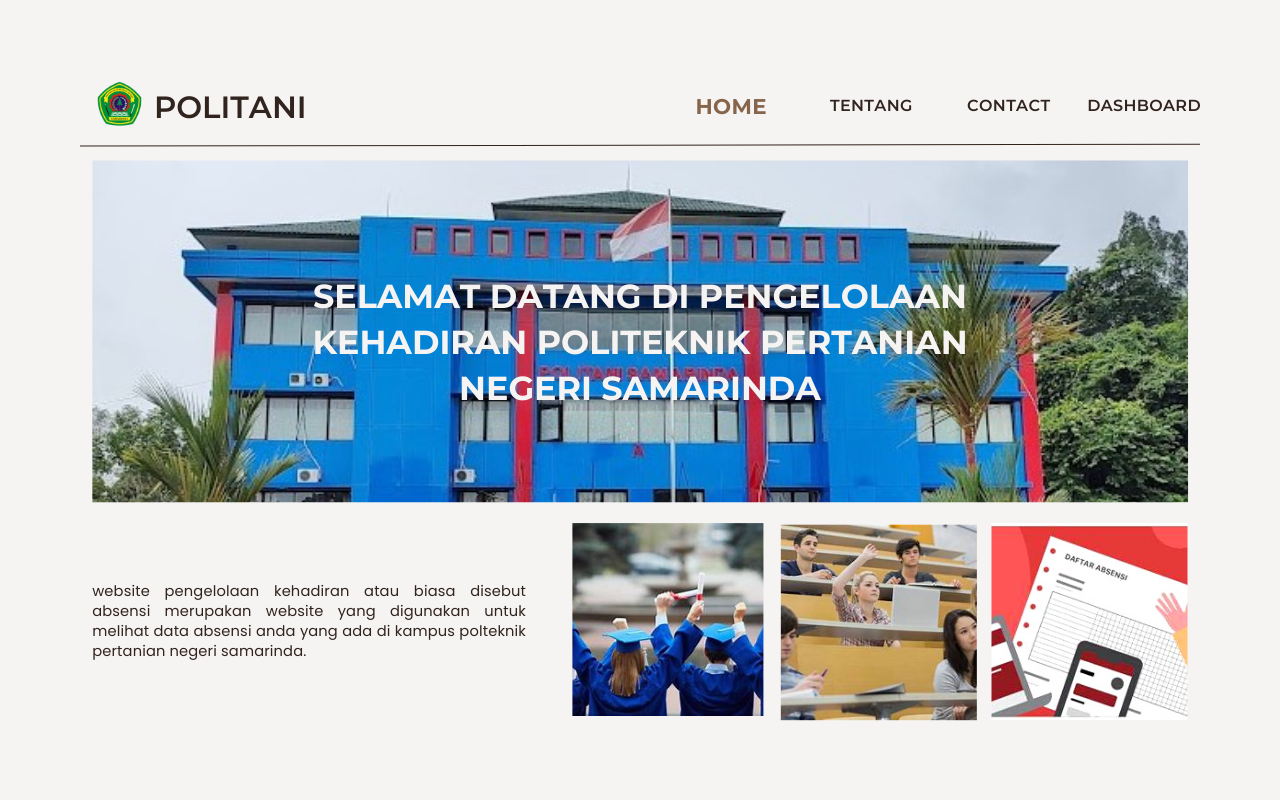 POLITANI
HOME
TENTANG
CONTACT
DASHBOARD
SELAMAT DATANG DI PENGELOLAAN
KEHADIRAN POLITEKNIK PERTANIAN
NEGERI SAMARINDA
POLITANI SAMARINDA
A
website pengelolaan kehadiran atau biasa disebut
absensi merupakan website yang digunakan untuk
melihat data absensi anda yang ada di kampus polteknik
pertanian negeri samarinda.
DAFTAR ABSENSI